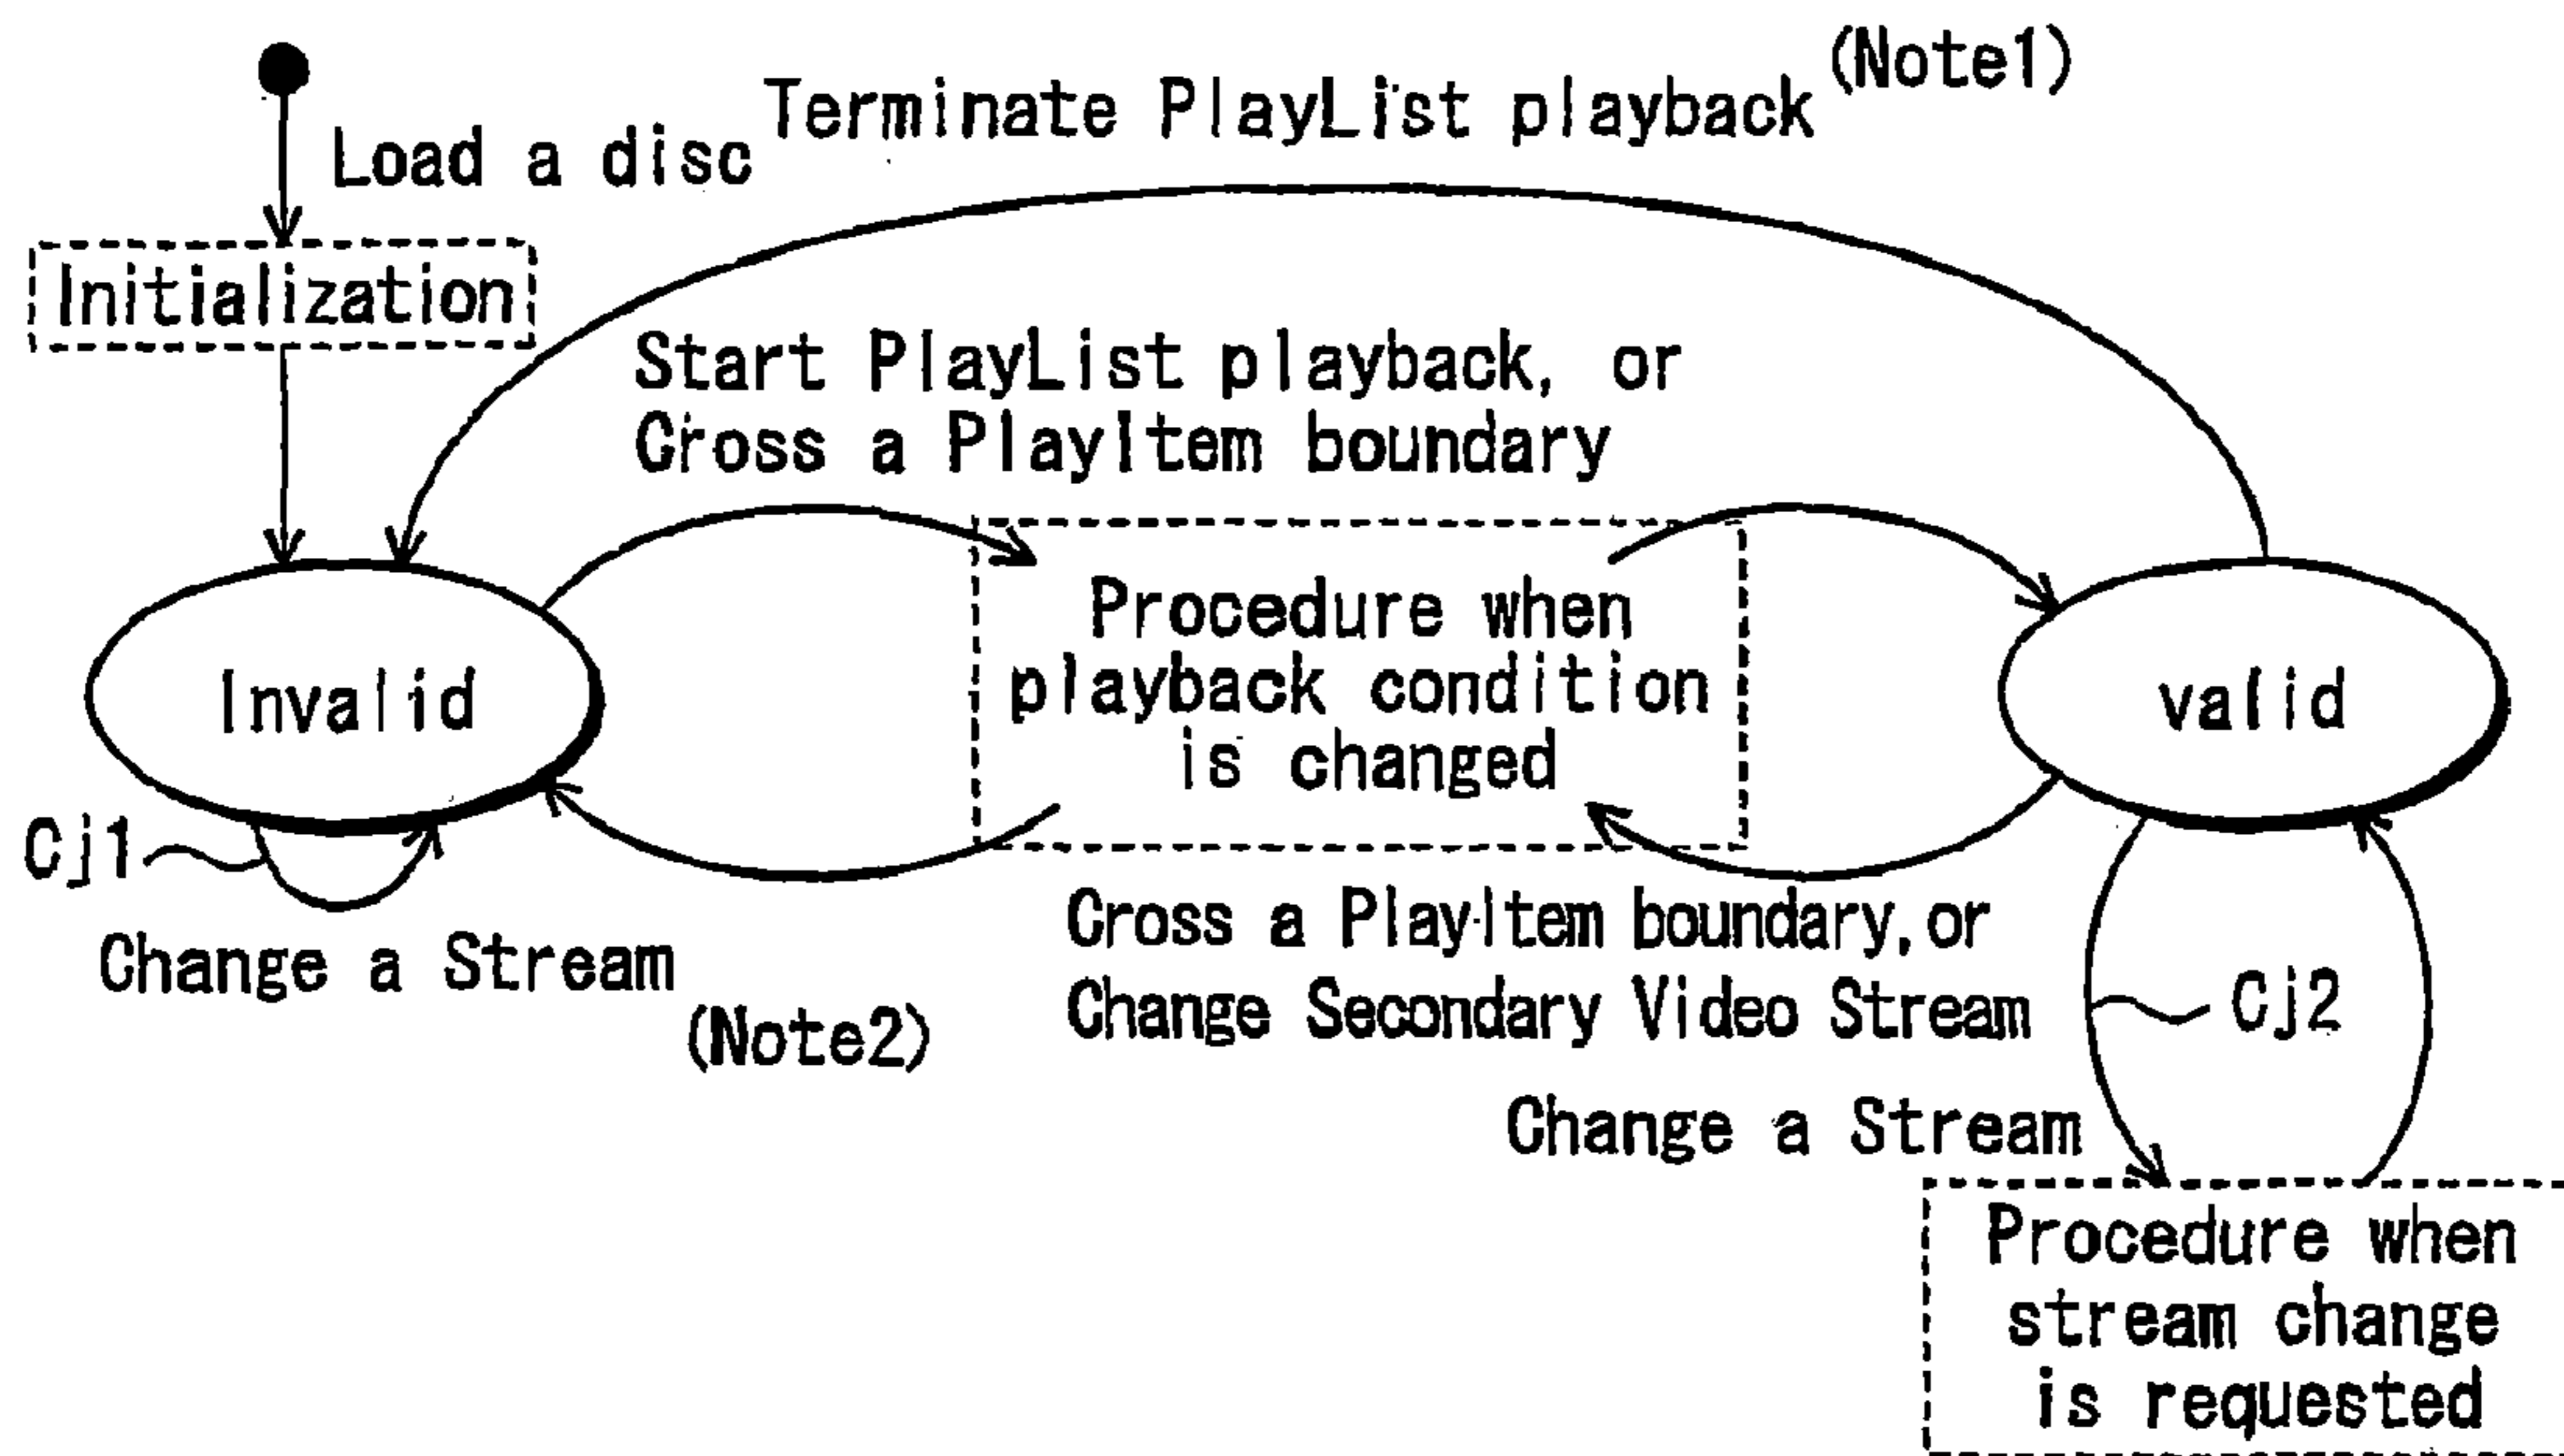 (Note1)
Terminate PlayList playback
Load a disc
Initialization
Start PlayList playback, or
Cross a PlayItem boundary
Procedure when
playback condition
is changed
Invalid
valid
Cj1
Change a Stream
(Note2)
Cross a PlayItem boundary, or
Change Secondary Video Stream
Cj2
Change a Stream
Procedure when
stream change
is requested